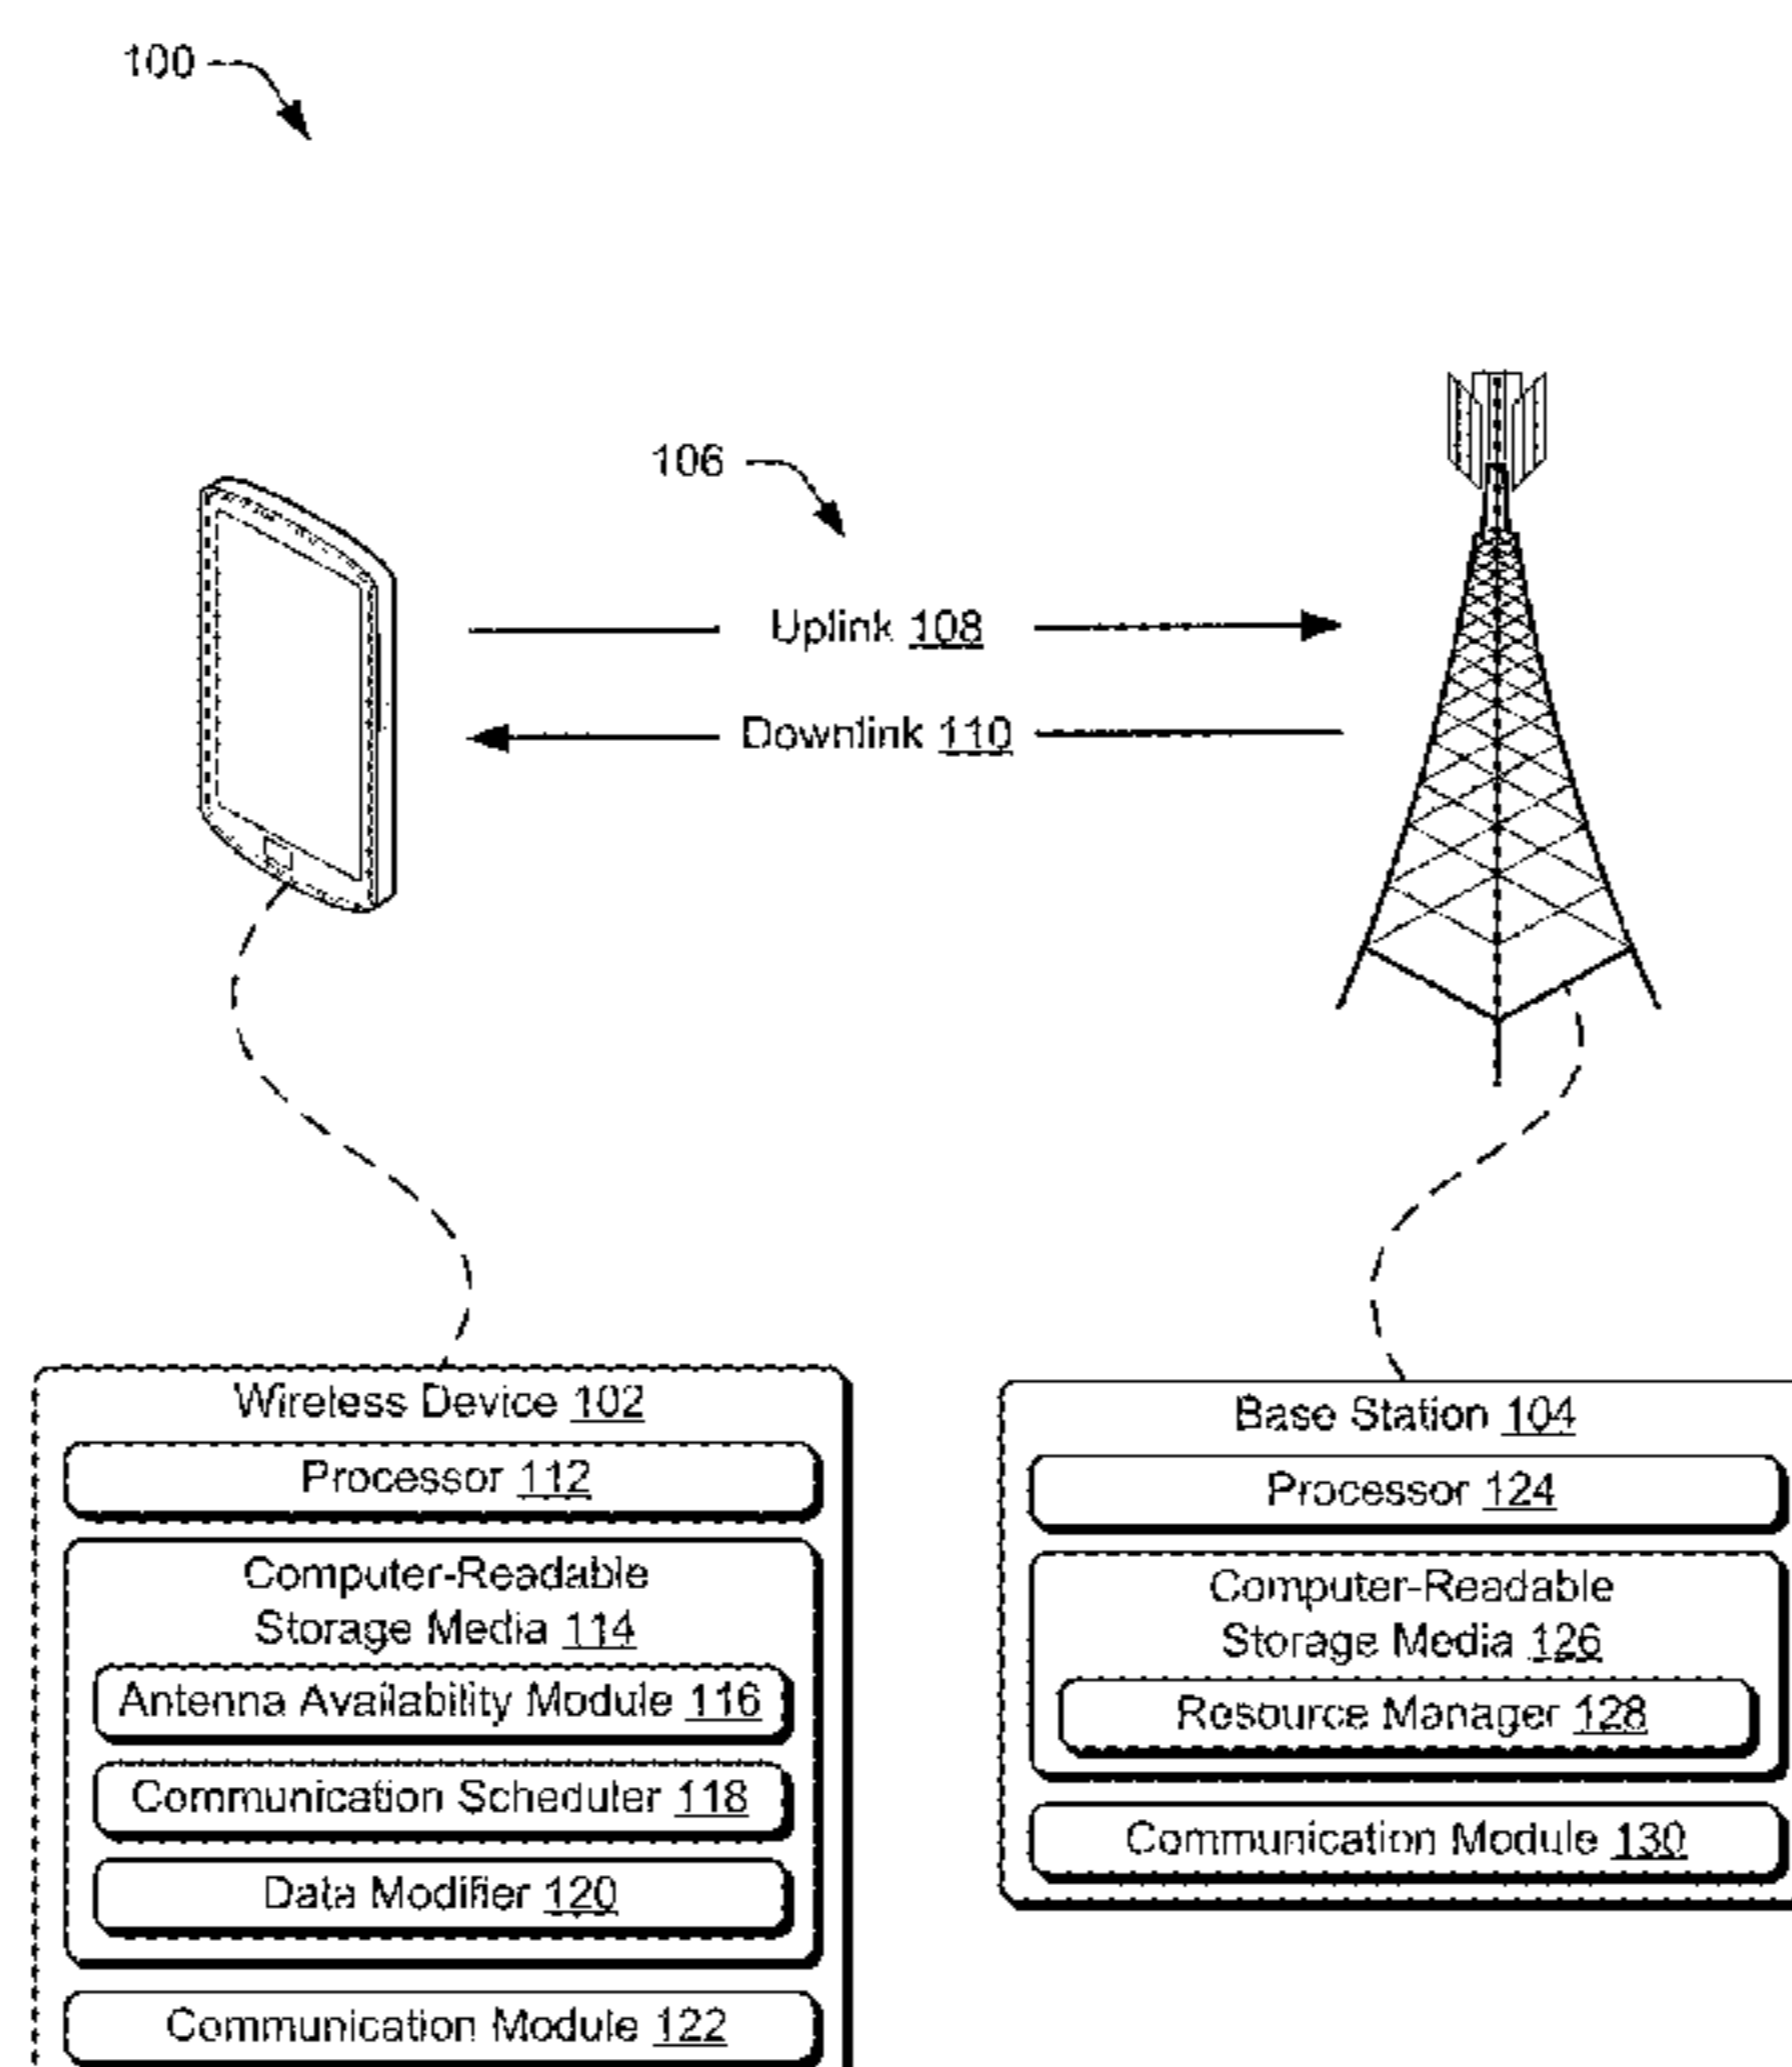 100
106
Uplink 108
Downlink 110
Wireless Device 102
Processor 112
Computer-Readable
Storage Media 114
Antenna Availability Module 116
Communication Scheduler 118
Data Modifier 120
Communication Module 122
Base Station 104
Processor 124
Computer-Readable
Storage Media 126
Resource Manager 128
Communication Module 130